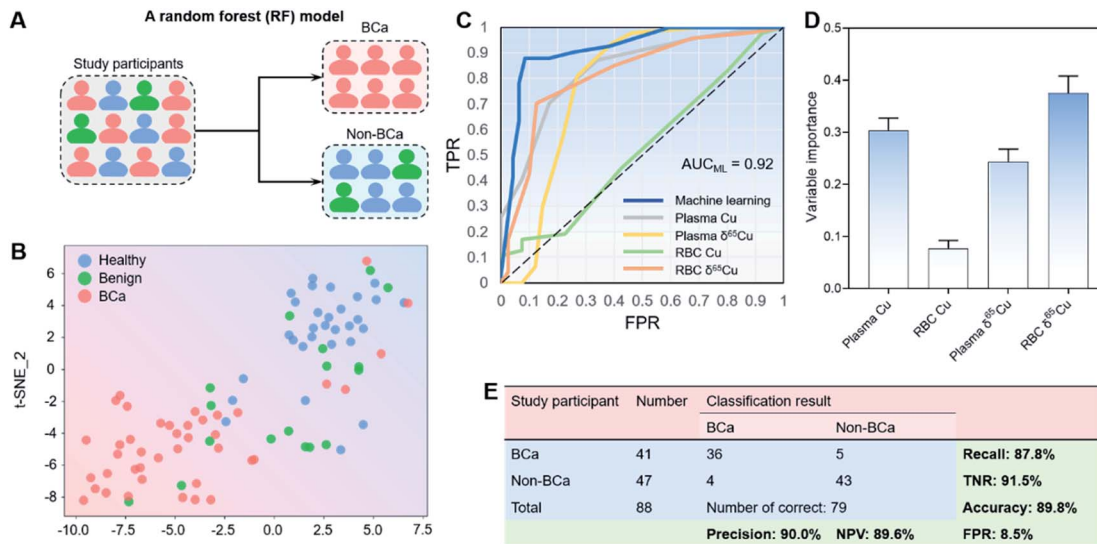 A
A random forest (RF) model
Study participants
BCa
Non-BCa
B
Healthy
Benign
BCa
t-SNE_2
6
4
2
0
-2
-4
-6
-8
-10.0 -7.5 -5.0 -2.5 0.0 2.5 5.0 7.5
C
TPR
1
0.9
0.8
0.7
0.6
0.5
0.4
0.3
0.2
0.1
0
0 0.1 0.2 0.3 0.4 0.5 0.6 0.7 0.8 0.9 1
FPR
AUC_ML = 0.92
Machine learning
Plasma Cu
Plasma δ⁶⁵Cu
RBC Cu
RBC δ⁶⁵Cu
D
Variable importance
0.5
0.4
0.3
0.2
0.1
0.0
Plasma Cu
RBC Cu
Plasma δ⁶⁵Cu
RBC δ⁶⁵Cu
E
Study participant Number Classification result
BCa Non-BCa
BCa 41 36 5 Recall: 87.8%
Non-BCa 47 4 43 TNR: 91.5%
Total 88 Number of correct: 79 Accuracy: 89.8%
Precision: 90.0% NPV: 89.6% FPR: 8.5%